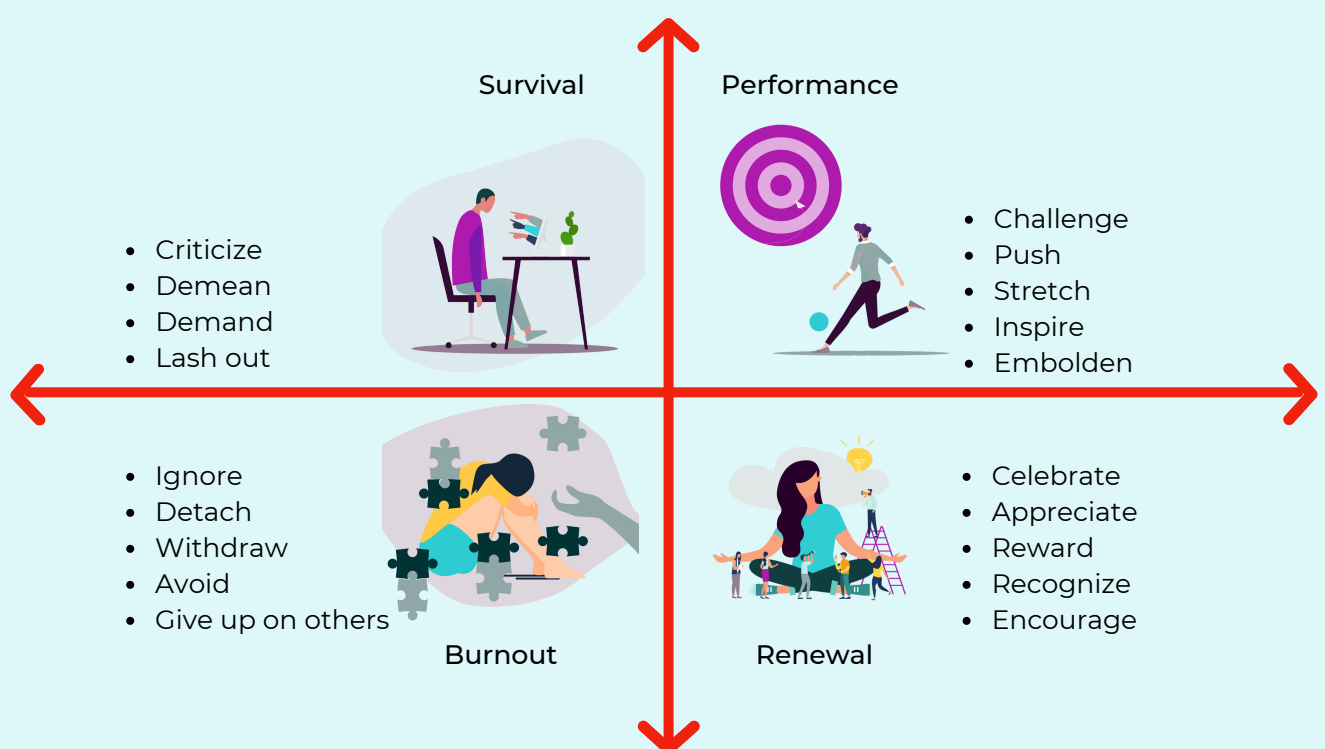 Survival
• Criticize
• Demean
• Demand
• Lash out
Performance
• Challenge
• Push
• Stretch
• Inspire
• Embolden
• Ignore
• Detach
• Withdraw
• Avoid
• Give up on others
Burnout
• Celebrate
• Appreciate
• Reward
• Recognize
• Encourage
Renewal